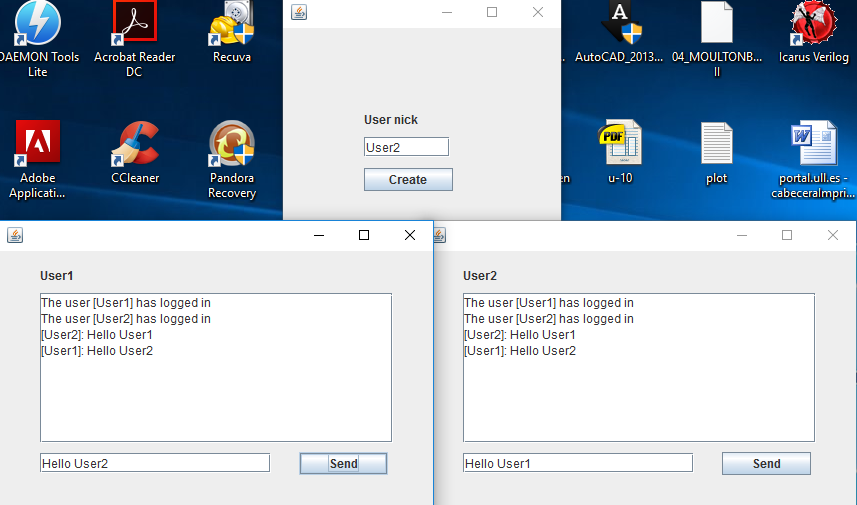 DAEMON Tools
Lite
Acrobat Reader
DC
Recuva
AutoCAD_2013...
04_MOULTONB...
II
Icarus Verilog
Adobe
Applicati...
CCleaner
Pandora
Recovery
PDF
u-10
plot
portal.ull.es -
cabeceraImpri...
User nick
User2
Create
User1
The user [User1] has logged in
The user [User2] has logged in
[User2]: Hello User1
[User1]: Hello User2
Hello User2
Send
User2
The user [User1] has logged in
The user [User2] has logged in
[User2]: Hello User1
[User1]: Hello User2
Hello User1
Send